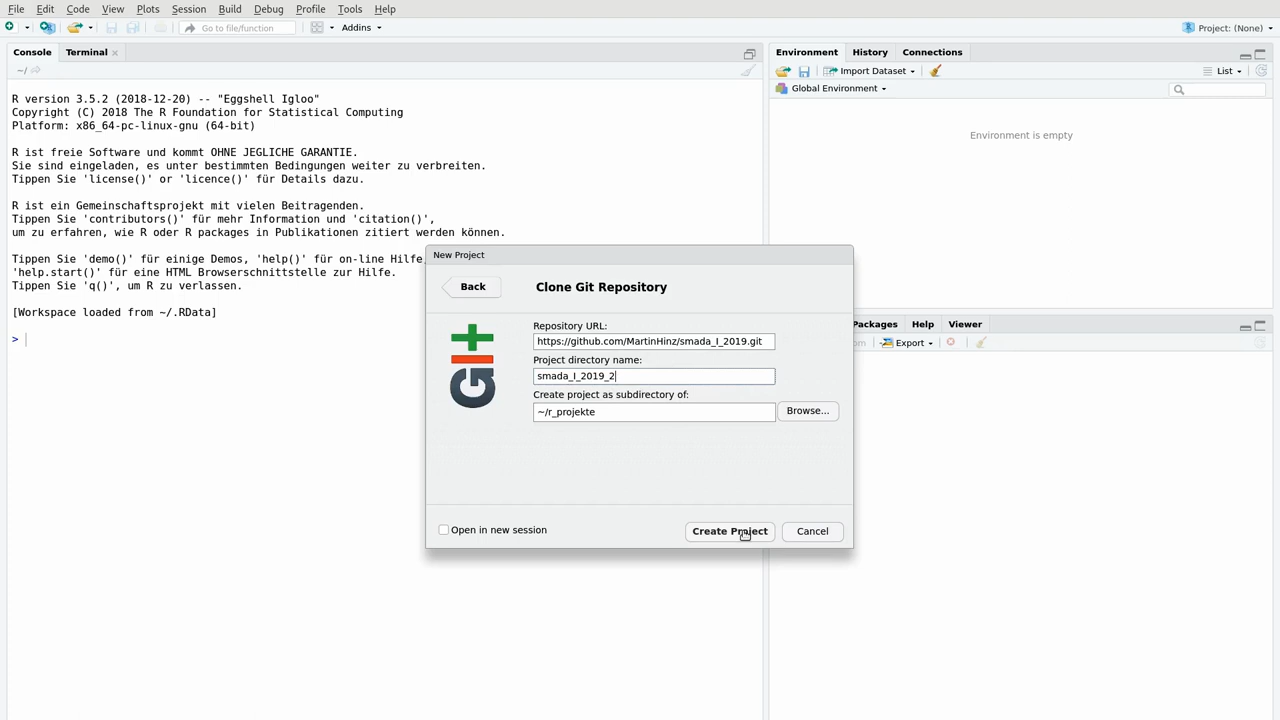 File Edit Code View Plots Session Build Debug Profile Tools Help
Go to file/function Addins Project: (None)
Console Terminal
~/
R version 3.5.2 (2018-12-20) -- "Eggshell Igloo"
Copyright (C) 2018 The R Foundation for Statistical Computing
Platform: x86_64-pc-linux-gnu (64-bit)
R ist freie Software und kommt OHNE JEGLICHE GARANTIE.
Sie sind eingeladen, es unter bestimmten Bedingungen weiter zu verbreiten.
Tippen Sie 'license()' or 'licence()' für Details dazu.
R ist ein Gemeinschaftsprojekt mit vielen Beitragenden.
Tippen Sie 'contributors()' für mehr Information und 'citation()',
um zu erfahren, wie R oder R packages in Publikationen zitiert werden können.
Tippen Sie 'demo()' für einige Demos, 'help()' für on-line Hilfe,
'help.start()' für eine HTML Browserschnittstelle zur Hilfe.
Tippen Sie 'q()', um R zu verlassen.
[Workspace loaded from ~/.RData]
>
Environment History Connections
Import Dataset List
Global Environment
Environment is empty
Packages Help Viewer
om Export
New Project
Back Clone Git Repository
GIT
Repository URL:
https://github.com/MartinHinz/smada_I_2019.git
Project directory name:
smada_I_2019_2
Create project as subdirectory of:
~/r_projekte
Browse...
Open in new session Create Project Cancel